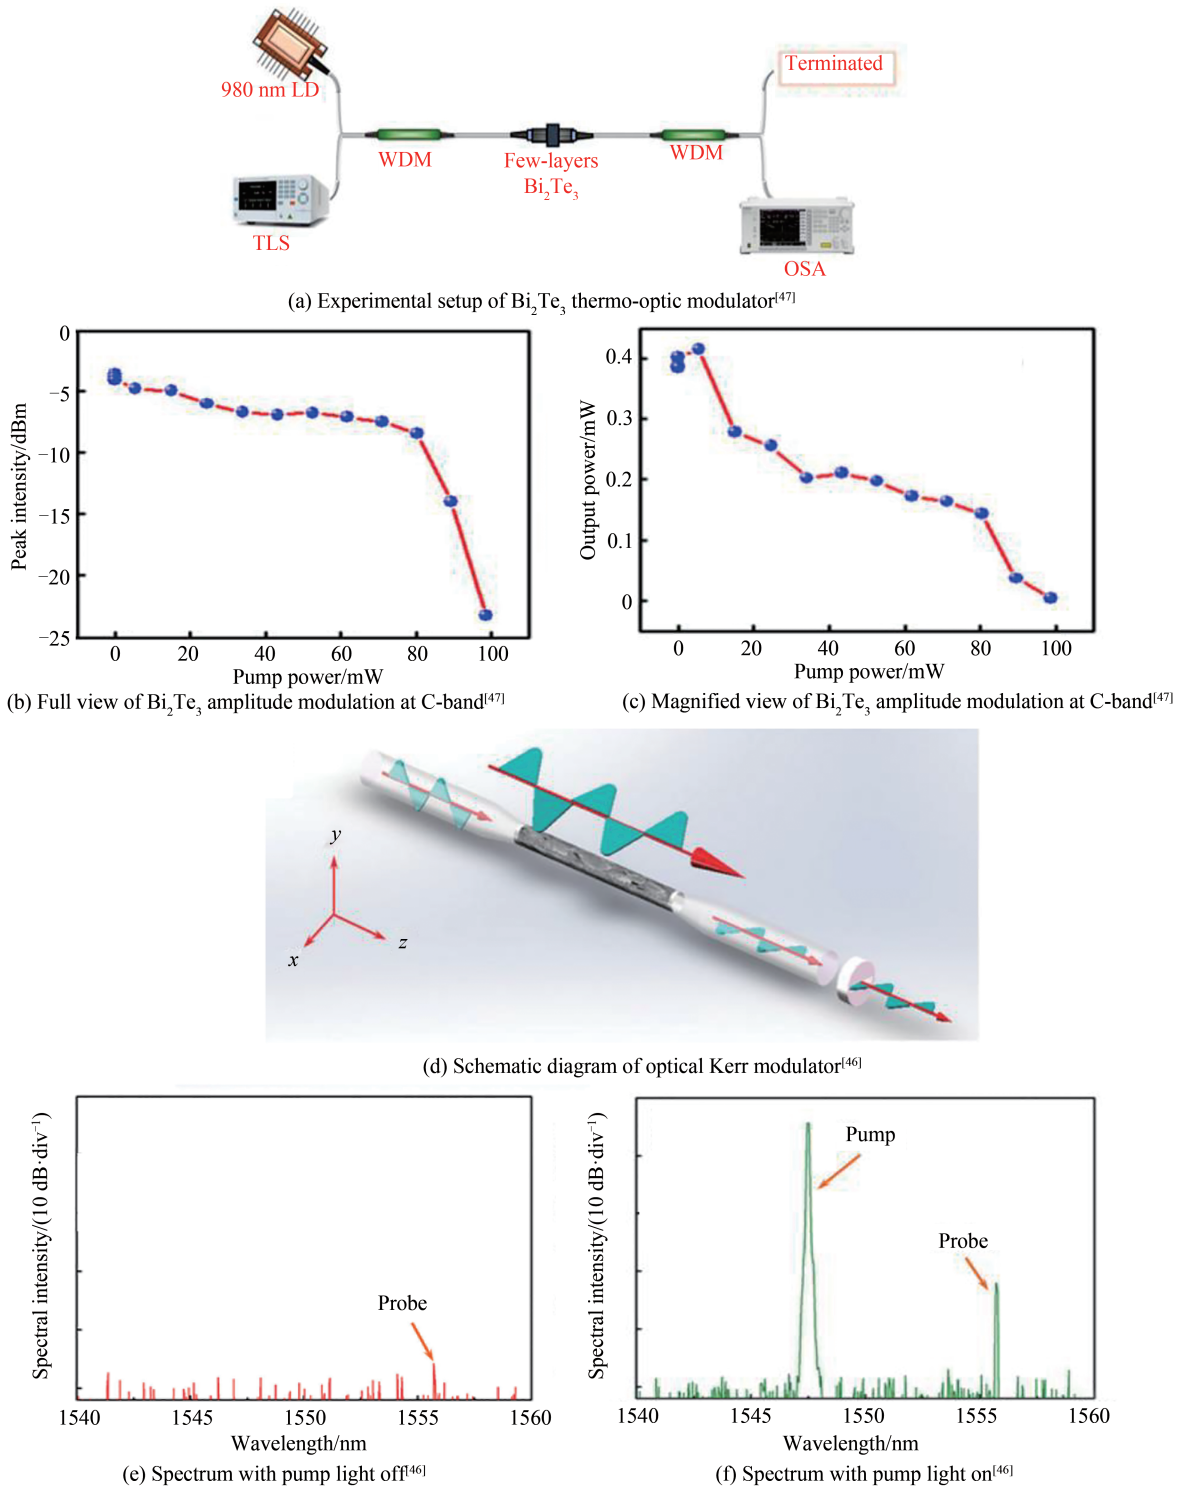 980 nm LD
Terminated
WDM
Few-layers
Bi₂Te₃
WDM
TLS
OSA
(a) Experimental setup of Bi₂Te₃ thermo-optic modulator[47]
0
−5
−10
−15
−20
−25
Peak intensity/dBm
0 20 40 60 80 100
Pump power/mW
(b) Full view of Bi₂Te₃ amplitude modulation at C-band[47]
0.4
0.3
0.2
0.1
0
Output power/mW
0 20 40 60 80 100
Pump power/mW
(c) Magnified view of Bi₂Te₃ amplitude modulation at C-band[47]
y
x
z
(d) Schematic diagram of optical Kerr modulator[46]
Spectral intensity/(10 dB·div⁻¹)
Probe
1540 1545 1550 1555 1560
Wavelength/nm
(e) Spectrum with pump light off[46]
Spectral intensity/(10 dB·div⁻¹)
Pump
Probe
1540 1545 1550 1555 1560
Wavelength/nm
(f) Spectrum with pump light on[46]